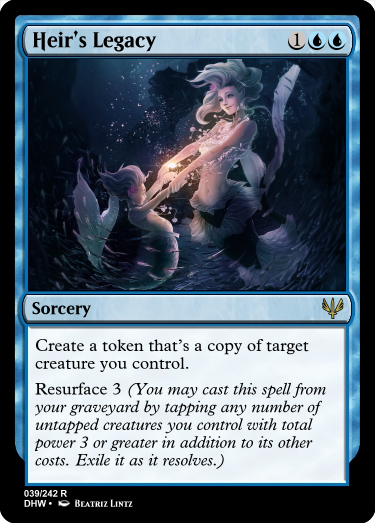 Heir's Legacy 1
Sorcery
Create a token that's a copy of target
creature you control.
Resurface 3 (You may cast this spell from
your graveyard by tapping any number of
untapped creatures you control with total
power 3 or greater in addition to its other
costs. Exile it as it resolves.)
039/242 R
DHW • Beatriz Lintz